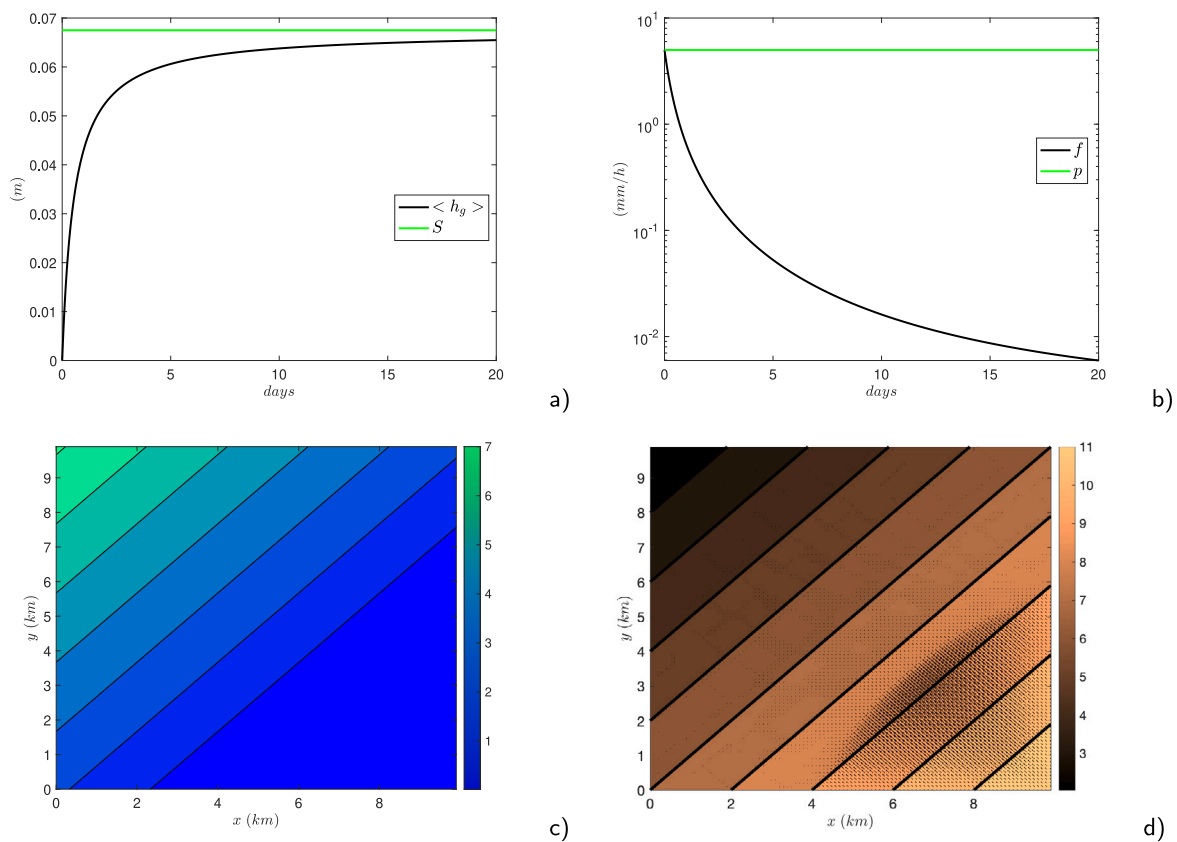 0.07
0.06
0.05
0.04
0.03
0.02
0.01
0
(m)
< h_g >
S
0 5 10 15 20
days
a)
10^1
10^0
10^-1
10^-2
(mm/h)
f
p
0 5 10 15 20
days
b)
9
8
7
6
5
4
3
2
1
0
y (km)
0 2 4 6 8
x (km)
7
6
5
4
3
2
1
c)
9
8
7
6
5
4
3
2
1
0
y (km)
0 2 4 6 8
x (km)
11
10
9
8
7
6
5
4
3
d)